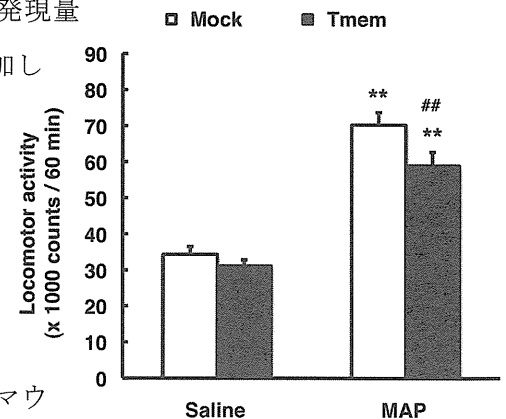 発現量
加し
マウ
Mock Tmem
90
80
70
60
50
40
30
20
10
0
Locomotor activity
(x 1000 counts / 60 min)
**
##
**
Saline MAP